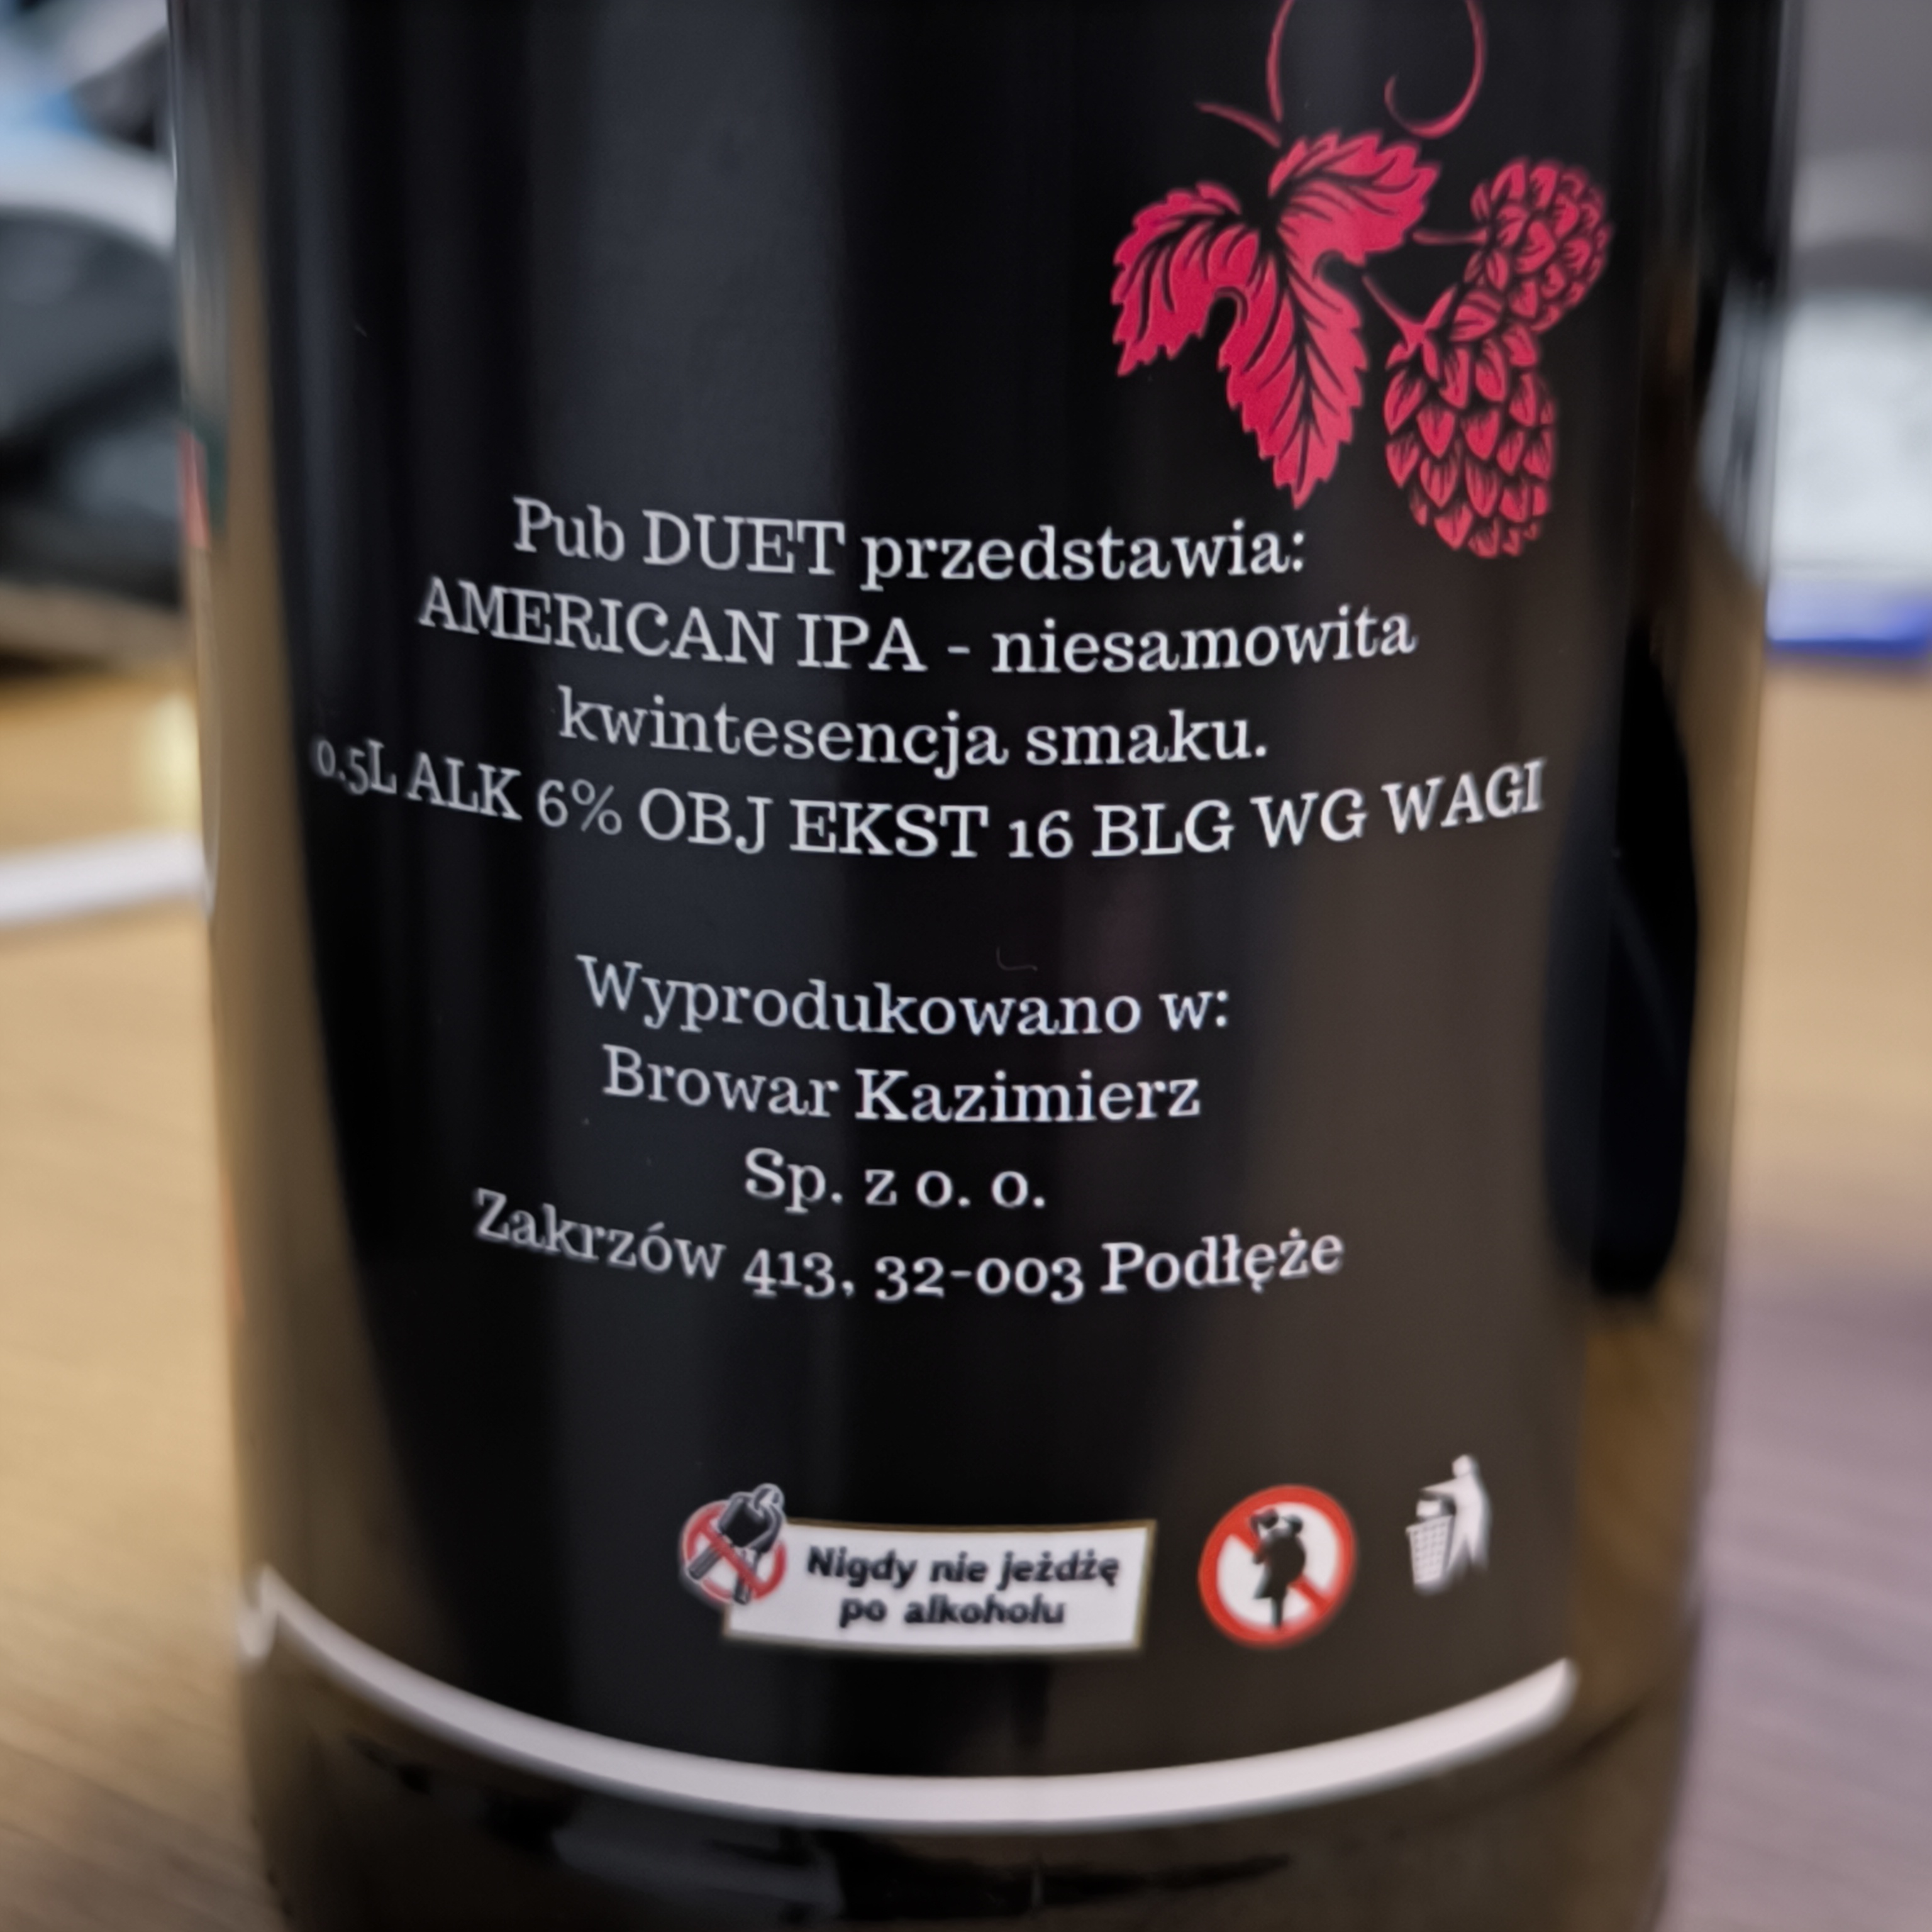 Pub DUET przedstawia:
AMERICAN IPA - niesamowita
kwintesencja smaku.
0.5L ALK 6% OBJ EKST 16 BLG WG WAGI
Wyprodukowano w:
Browar Kazimierz
Sp. z o. o.
Zakrzów 413, 32-003 Podłęże
Nigdy nie jeżdżę
po alkoholu